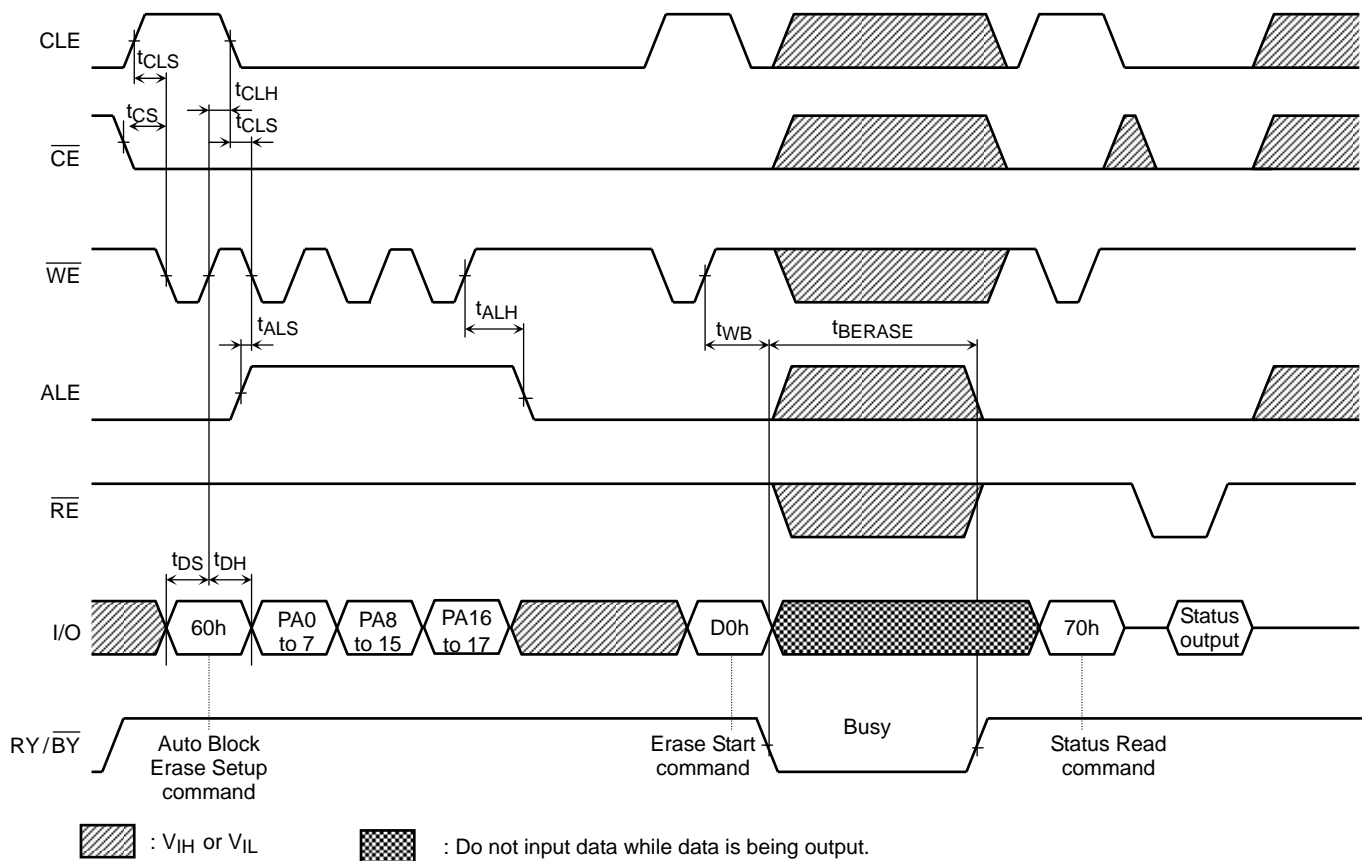 CLE
tCLS
tCLH
tCS
tCLS
CE
WE
tALS
tALH
tWB
tBERASE
ALE
RE
tDS
tDH
I/O
60h
PA0
to 7
PA8
to 15
PA16
to 17
D0h
70h
Status
output
RY/BY
Busy
Auto Block
Erase Setup
command
Erase Start
command
Status Read
command
: VIH or VIL
: Do not input data while data is being output.